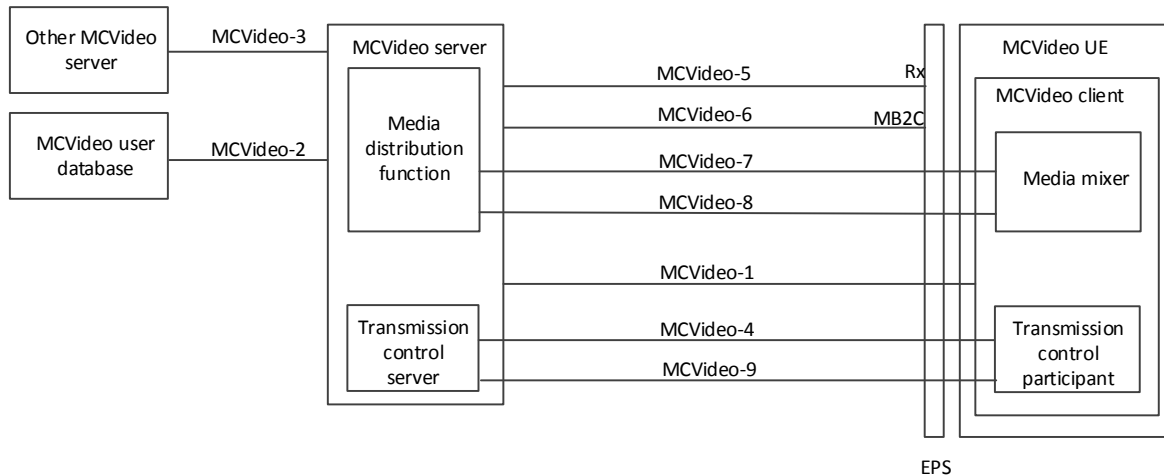 Other MCVideo
server
MCVideo-3
MCVideo user
database
MCVideo-2
MCVideo server
Media
distribution
function
Transmission
control
server
MCVideo-5
Rx
MCVideo-6
MB2C
MCVideo-7
MCVideo-8
MCVideo-1
MCVideo-4
MCVideo-9
EPS
MCVideo UE
MCVideo client
Media mixer
Transmission
control
participant